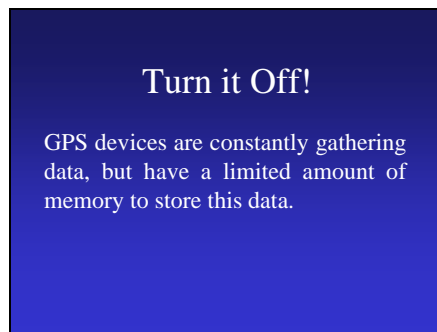 Turn it Off!
GPS devices are constantly gathering
data, but have a limited amount of
memory to store this data.